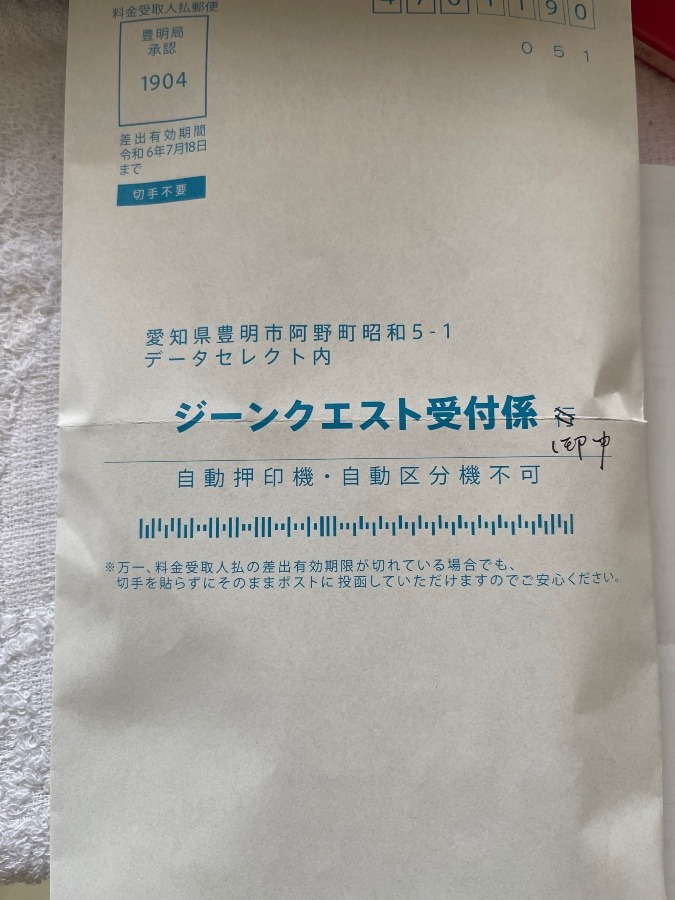 料金受取人払郵便
4701190
豊明局
承認
1904
051
差出有効期間
令和6年7月18日
まで
切手不要
愛知県豊明市阿野町昭和5-1
データセレクト内
ジーンクエスト受付係 行
御中
自動押印機・自動区分機不可
※万一、料金受取人払の差出有効期限が切れている場合でも、
切手を貼らずにそのままポストに投函していただけますのでご安心ください。